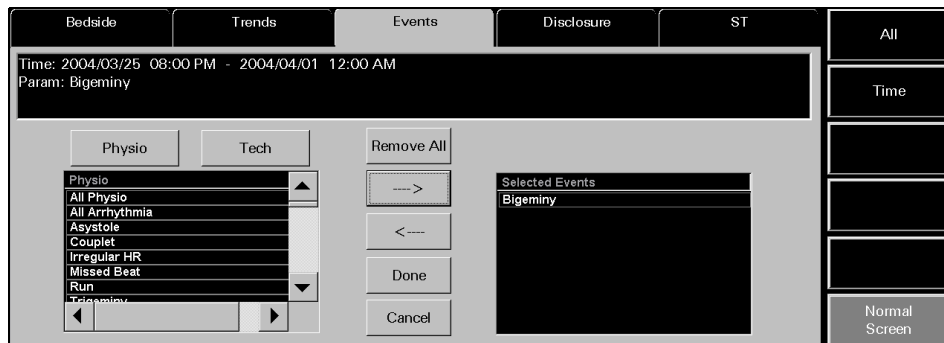 Bedside
Trends
Events
Disclosure
ST
Time: 2004/03/25 08:00 PM - 2004/04/01 12:00 AM
Param: Bigeminy
Physio
Tech
Physio
All Physio
All Arrhythmia
Asystole
Couplet
Irregular HR
Missed Beat
Run
Trigeminy
Remove All
---->
<----
Done
Cancel
Selected Events
Bigeminy
All
Time
Normal
Screen